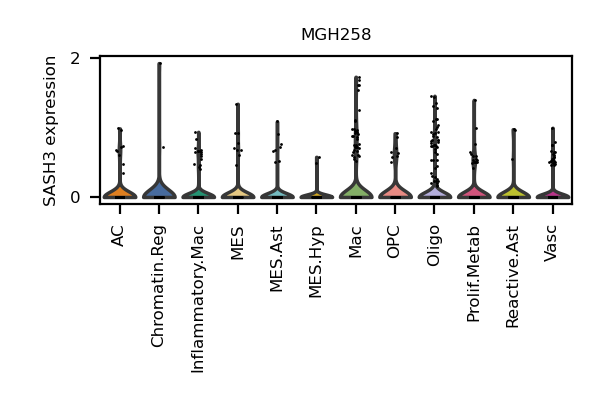 MGH258
SASH3 expression
2
0
AC
Chromatin.Reg
Inflammatory.Mac
MES
MES.Ast
MES.Hyp
Mac
OPC
Oligo
Prolif.Metab
Reactive.Ast
Vasc